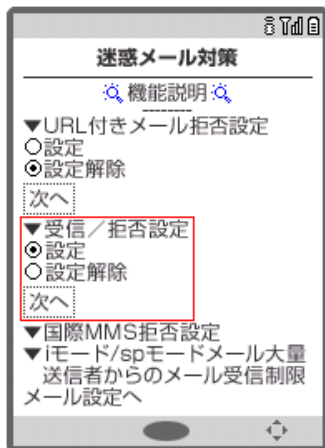 迷惑メール対策
機能説明
▼URL付きメール拒否設定
○設定
◉設定解除
次へ
▼受信／拒否設定
◉設定
○設定解除
次へ
▼国際MMS拒否設定
▼iモード/spモードメール大量
送信者からのメール受信制限
メール設定へ